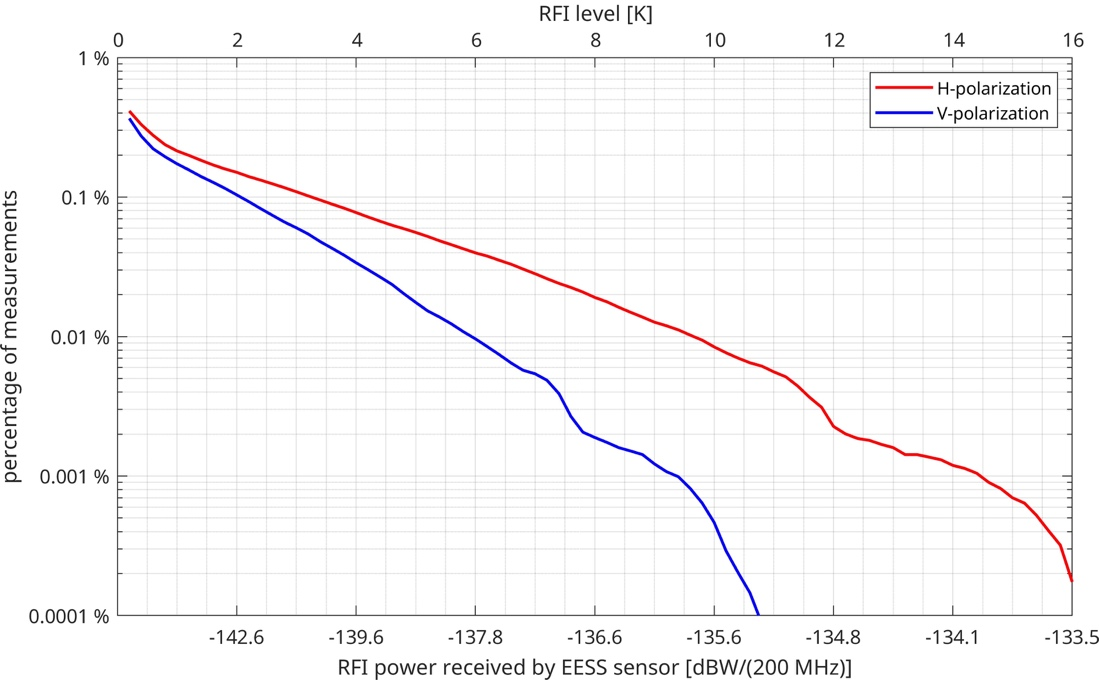 RFI level [K]
0 2 4 6 8 10 12 14 16
1 %
0.1 %
0.01 %
0.001 %
0.0001 %
percentage of measurements
H-polarization
V-polarization
-142.6 -139.6 -137.8 -136.6 -135.6 -134.8 -134.1 -133.5
RFI power received by EESS sensor [dBW/(200 MHz)]